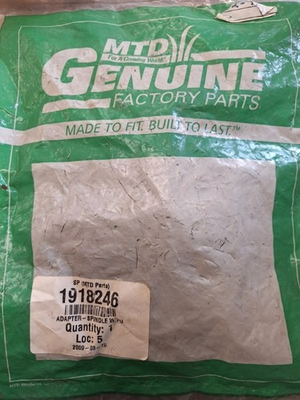 MTD
For A Growing World.
GENUINE
FACTORY PARTS
MADE TO FIT. BUILT TO LAST.™
SP (MTD Parts)
1918246
ADAPTER-SPINDLE
Quantity: 1
Loc: 5